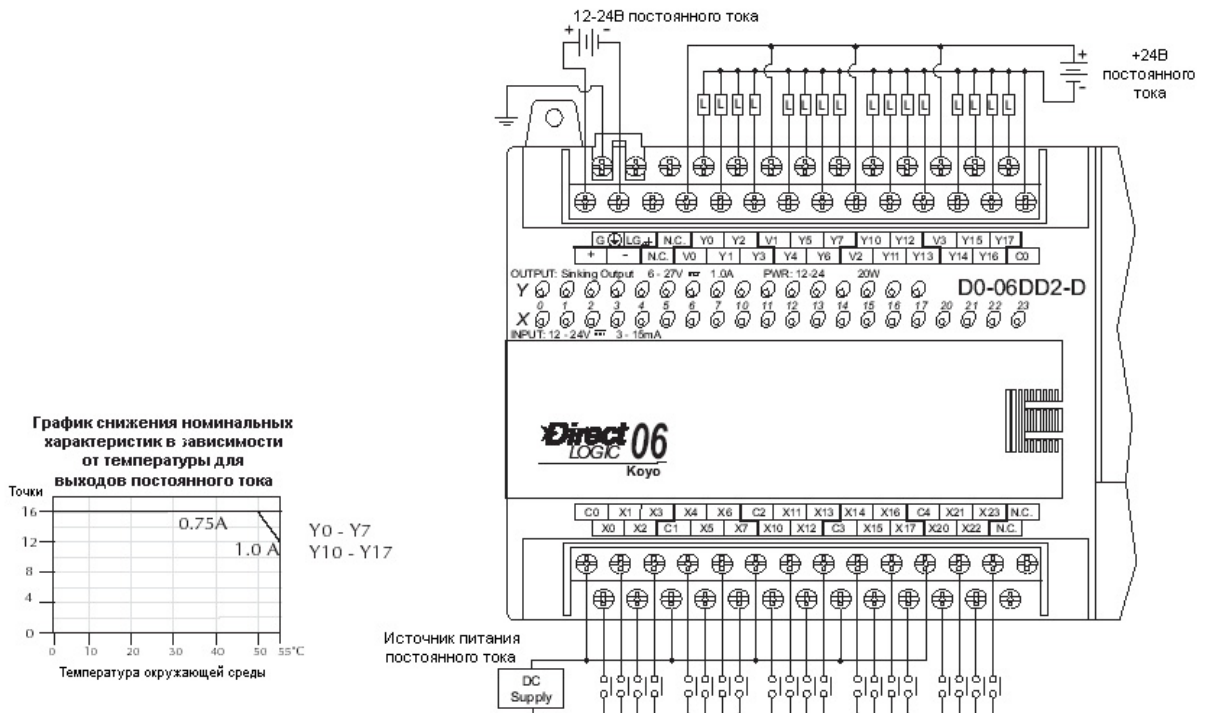 12-24В постоянного тока
+ -
+
-
+24В
постоянного
тока
L L L L L L L L L L L L L L L L
G LG N.C. Y0 Y2 V1 Y5 Y7 Y10 Y12 V3 Y15 Y17
+ - N.C. V0 Y1 Y3 Y4 Y6 V2 Y11 Y13 Y14 Y16 C0
OUTPUT: Sinking Output 6 - 27V 1.0A PWR: 12-24 20W
D0-06DD2-D
Y
0 1 2 3 4 5 6 7 10 11 12 13 14 15 16 17 20 21 22 23
X
INPUT: 12 - 24V 3 - 15mA
Direct
LOGIC 06
Koyo
График снижения номинальных
характеристик в зависимости
от температуры для
выходов постоянного тока
Точки
16
12
8
4
0
0.75A
1.0 A
Y0 - Y7
Y10 - Y17
0 10 20 30 40 50 55°C
Температура окружающей среды
C0 X1 X3 X4 X6 C2 X11 X13 X14 X16 C4 X21 X23 N.C.
X0 X2 C1 X5 X7 X10 X12 C3 X15 X17 X20 X22 N.C.
Источник питания
постоянного тока
DC
Supply